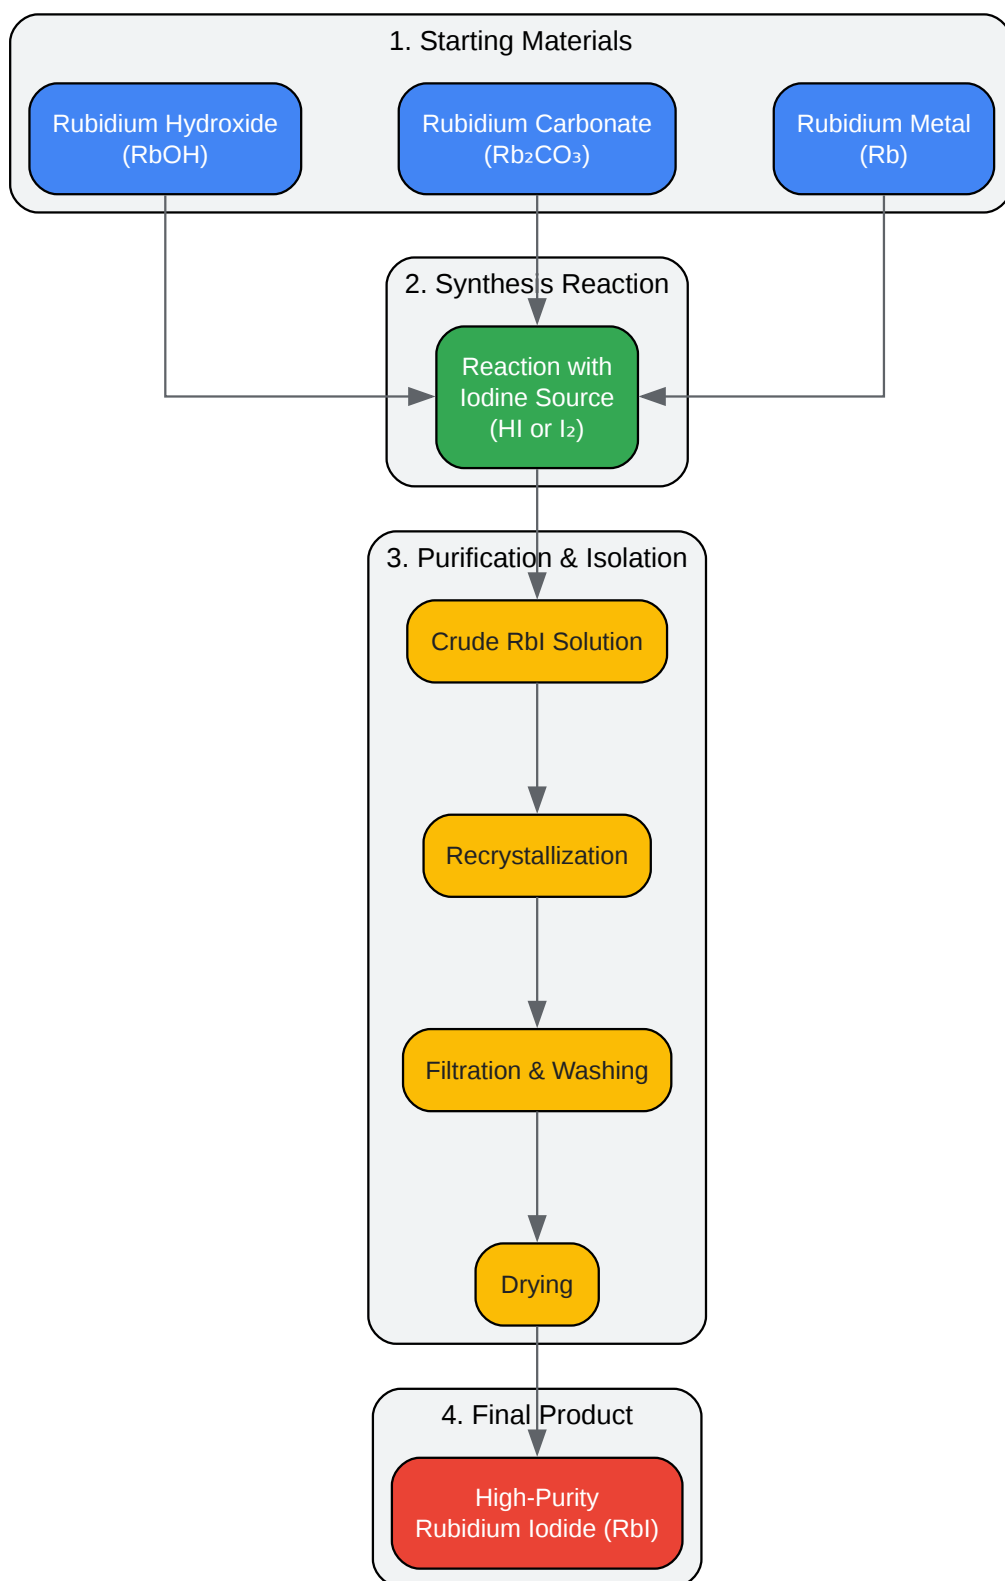 1. Starting Materials
Rubidium Hydroxide
(RbOH)
Rubidium Carbonate
(Rb₂CO₃)
Rubidium Metal
(Rb)
2. Synthesis Reaction
Reaction with
Iodine Source
(HI or I₂)
3. Purification & Isolation
Crude RbI Solution
Recrystallization
Filtration & Washing
Drying
4. Final Product
High-Purity
Rubidium Iodide (RbI)